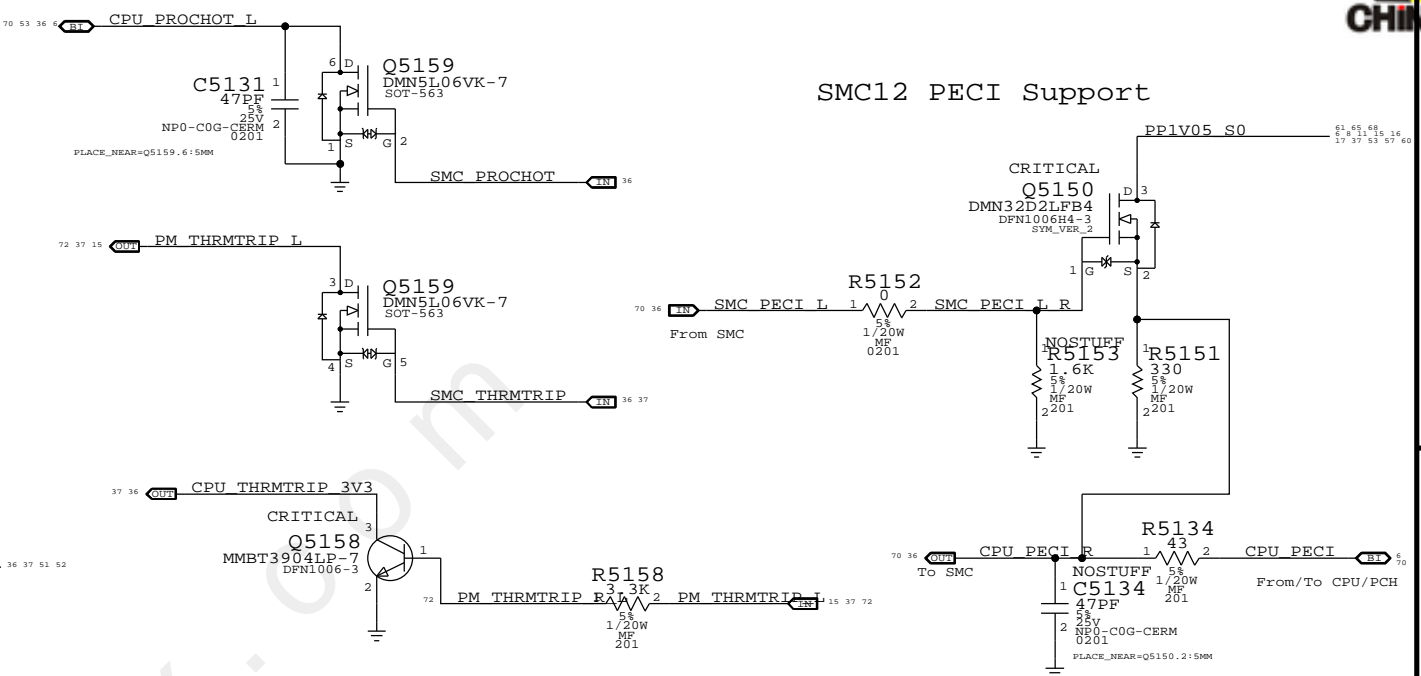 70 53 36 6 BI CPU_PROCHOT_L
6 D
Q5159
DMN5L06VK-7
SOT-563
C5131 1
47PF
5%
25V
NP0-C0G-CERM 2
0201
1 S G 2
PLACE_NEAR=Q5159.6:5MM
SMC_PROCHOT IN 36
72 37 15 OUT PM_THRMTRIP_L
3 D
Q5159
DMN5L06VK-7
SOT-563
4 S G 5
SMC_THRMTRIP IN 36 37
37 36 OUT CPU_THRMTRIP_3V3
CRITICAL
3
Q5158
MMBT3904LP-7
DFN1006-3
1
2
36 37 51 52
R5158
72 PM_THRMTRIP_R_L 1 3.3K 2 PM_THRMTRIP_L IN 15 37 72
5%
1/20W
MF
201
SMC12 PECI Support
PP1V05_S0
61 65 68
6 8 11 15 16
17 37 53 57 60
CRITICAL
Q5150
DMN32D2LFB4
DFN1006H4-3
SYM_VER_2
D 3
1 G S 2
R5152
0
70 36 IN SMC_PECI_L 1 2 SMC_PECI_L_R
From SMC
5%
1/20W
MF
0201
NOSTUFF
1 R5153
1.6K
5%
1/20W
MF
2 201
1 R5151
330
5%
1/20W
MF
2 201
R5134
43
70 36 OUT CPU_PECI_R 1 2 CPU_PECI BI 6
70
To SMC
5%
1/20W
MF
201
From/To CPU/PCH
NOSTUFF
1 C5134
47PF
5%
25V
2 NP0-C0G-CERM
0201
PLACE_NEAR=Q5150.2:5MM
.com